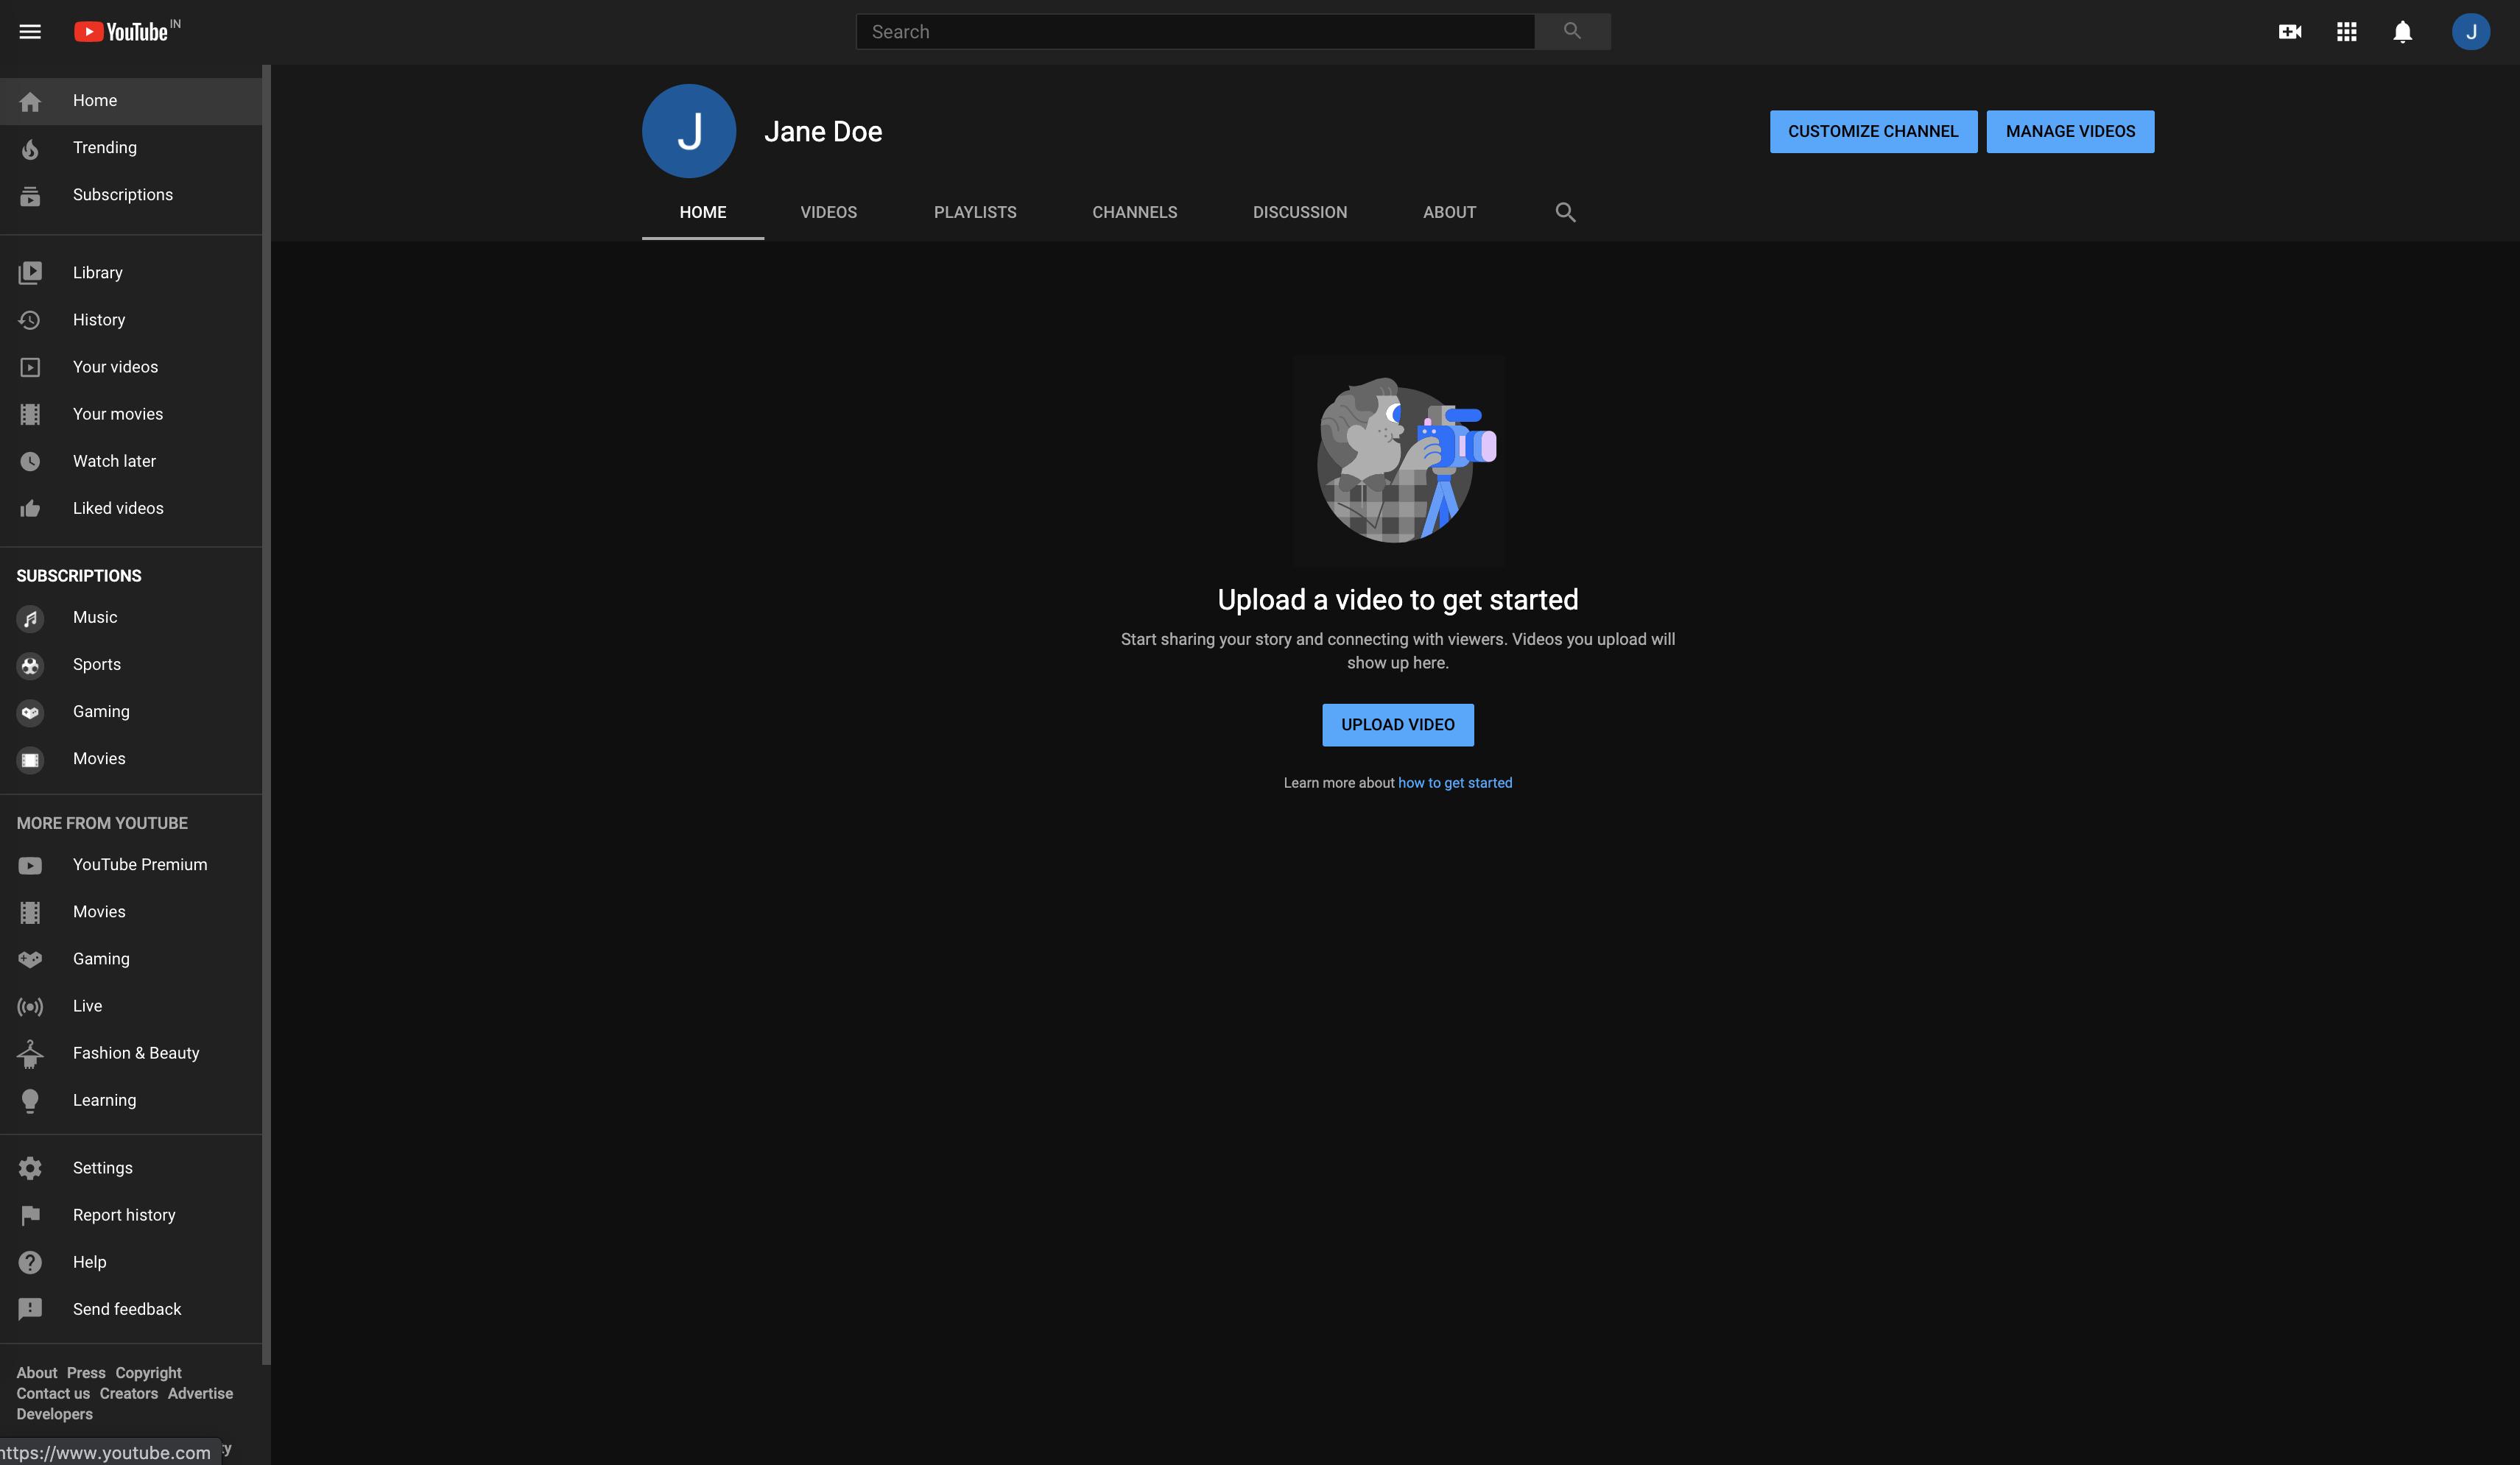 YouTube IN
Search
J
Home
Trending
Subscriptions
Library
History
Your videos
Your movies
Watch later
Liked videos
SUBSCRIPTIONS
Music
Sports
Gaming
Movies
MORE FROM YOUTUBE
YouTube Premium
Movies
Gaming
Live
Fashion & Beauty
Learning
Settings
Report history
Help
Send feedback
About Press Copyright
Contact us Creators Advertise
Developers
https://www.youtube.com
J
Jane Doe
CUSTOMIZE CHANNEL
MANAGE VIDEOS
HOME VIDEOS PLAYLISTS CHANNELS DISCUSSION ABOUT
Upload a video to get started
Start sharing your story and connecting with viewers. Videos you upload will
show up here.
UPLOAD VIDEO
Learn more about how to get started